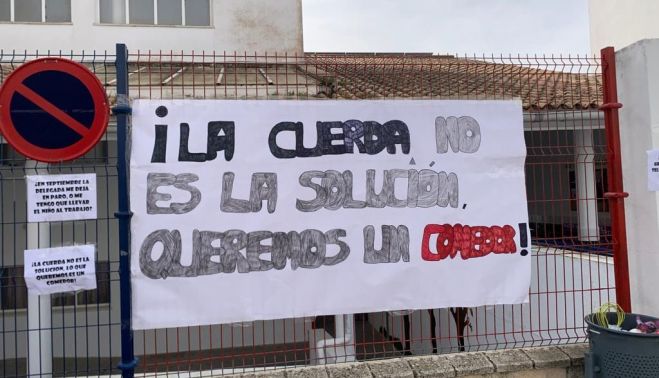 ¡LA CUERDA NO
ES LA SOLUCIÓN,
QUEREMOS UN COMEDOR!
¿EN SEPTIEMBRE LA
DELEGADA ME DEJA
EN PARO, O ME
TENGO QUE LLEVAR
EL NIÑO AL TRABAJO?
¡LA CUERDA NO ES LA
SOLUCIÓN, LO QUE
QUEREMOS ES UN
COMEDOR!